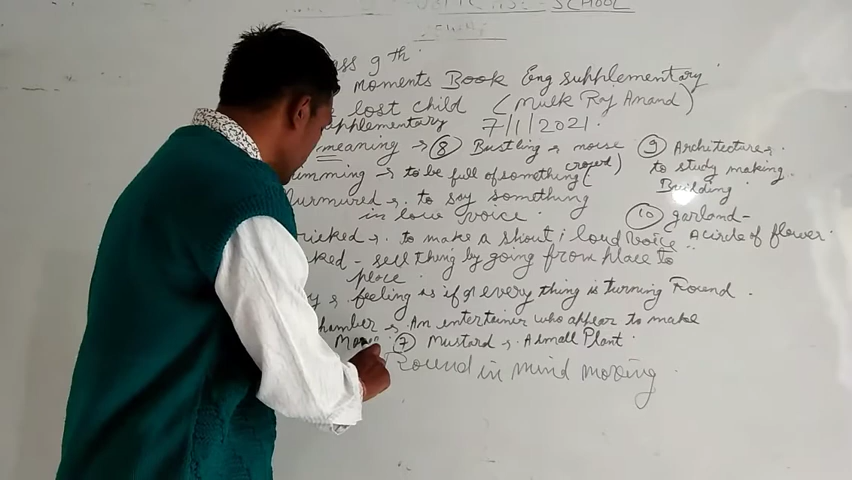 SCHOOL
ass 9th
Moments Book Eng supplementary
lost child (Mulk Raj Anand)
upplementary 7/1/2021.
meaning → ⑧ Bustling → noise (crowd) ⑨ Architecture →
imming → to be full of something to study making
Building
urmured → to say something
in low voice. ⑩ garland -
rieked → to make a shout i loud voice A circle of flower.
ked - sell thing by going from place to
place.
y → feeling as if every thing is turning Round.
An entertainer who appear to make
⑦ Mustard → A small Plant.
Round in mind moving